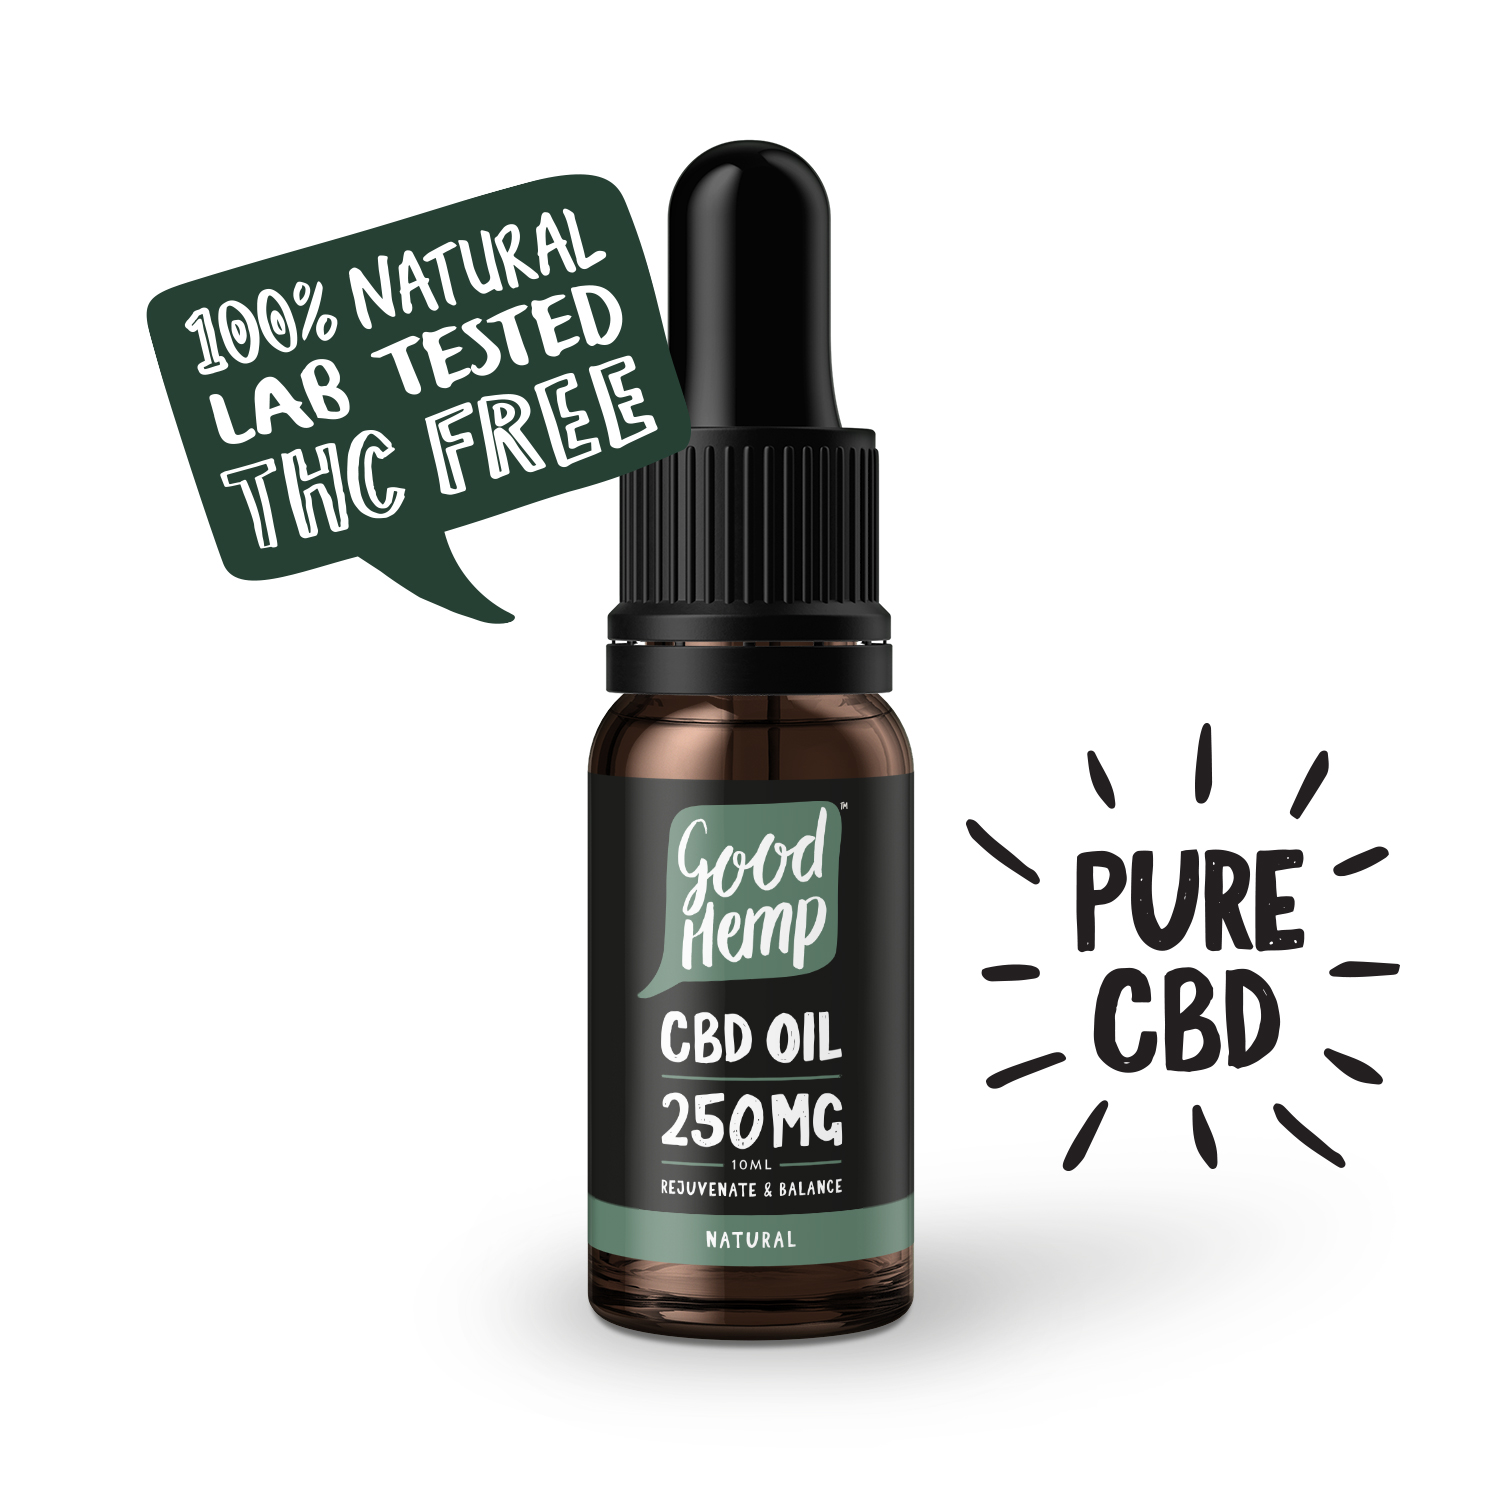 100% NATURAL
LAB TESTED
THC FREE
Good
Hemp
™
CBD OIL
250MG
10ML
REJUVENATE & BALANCE
NATURAL
PURE
CBD